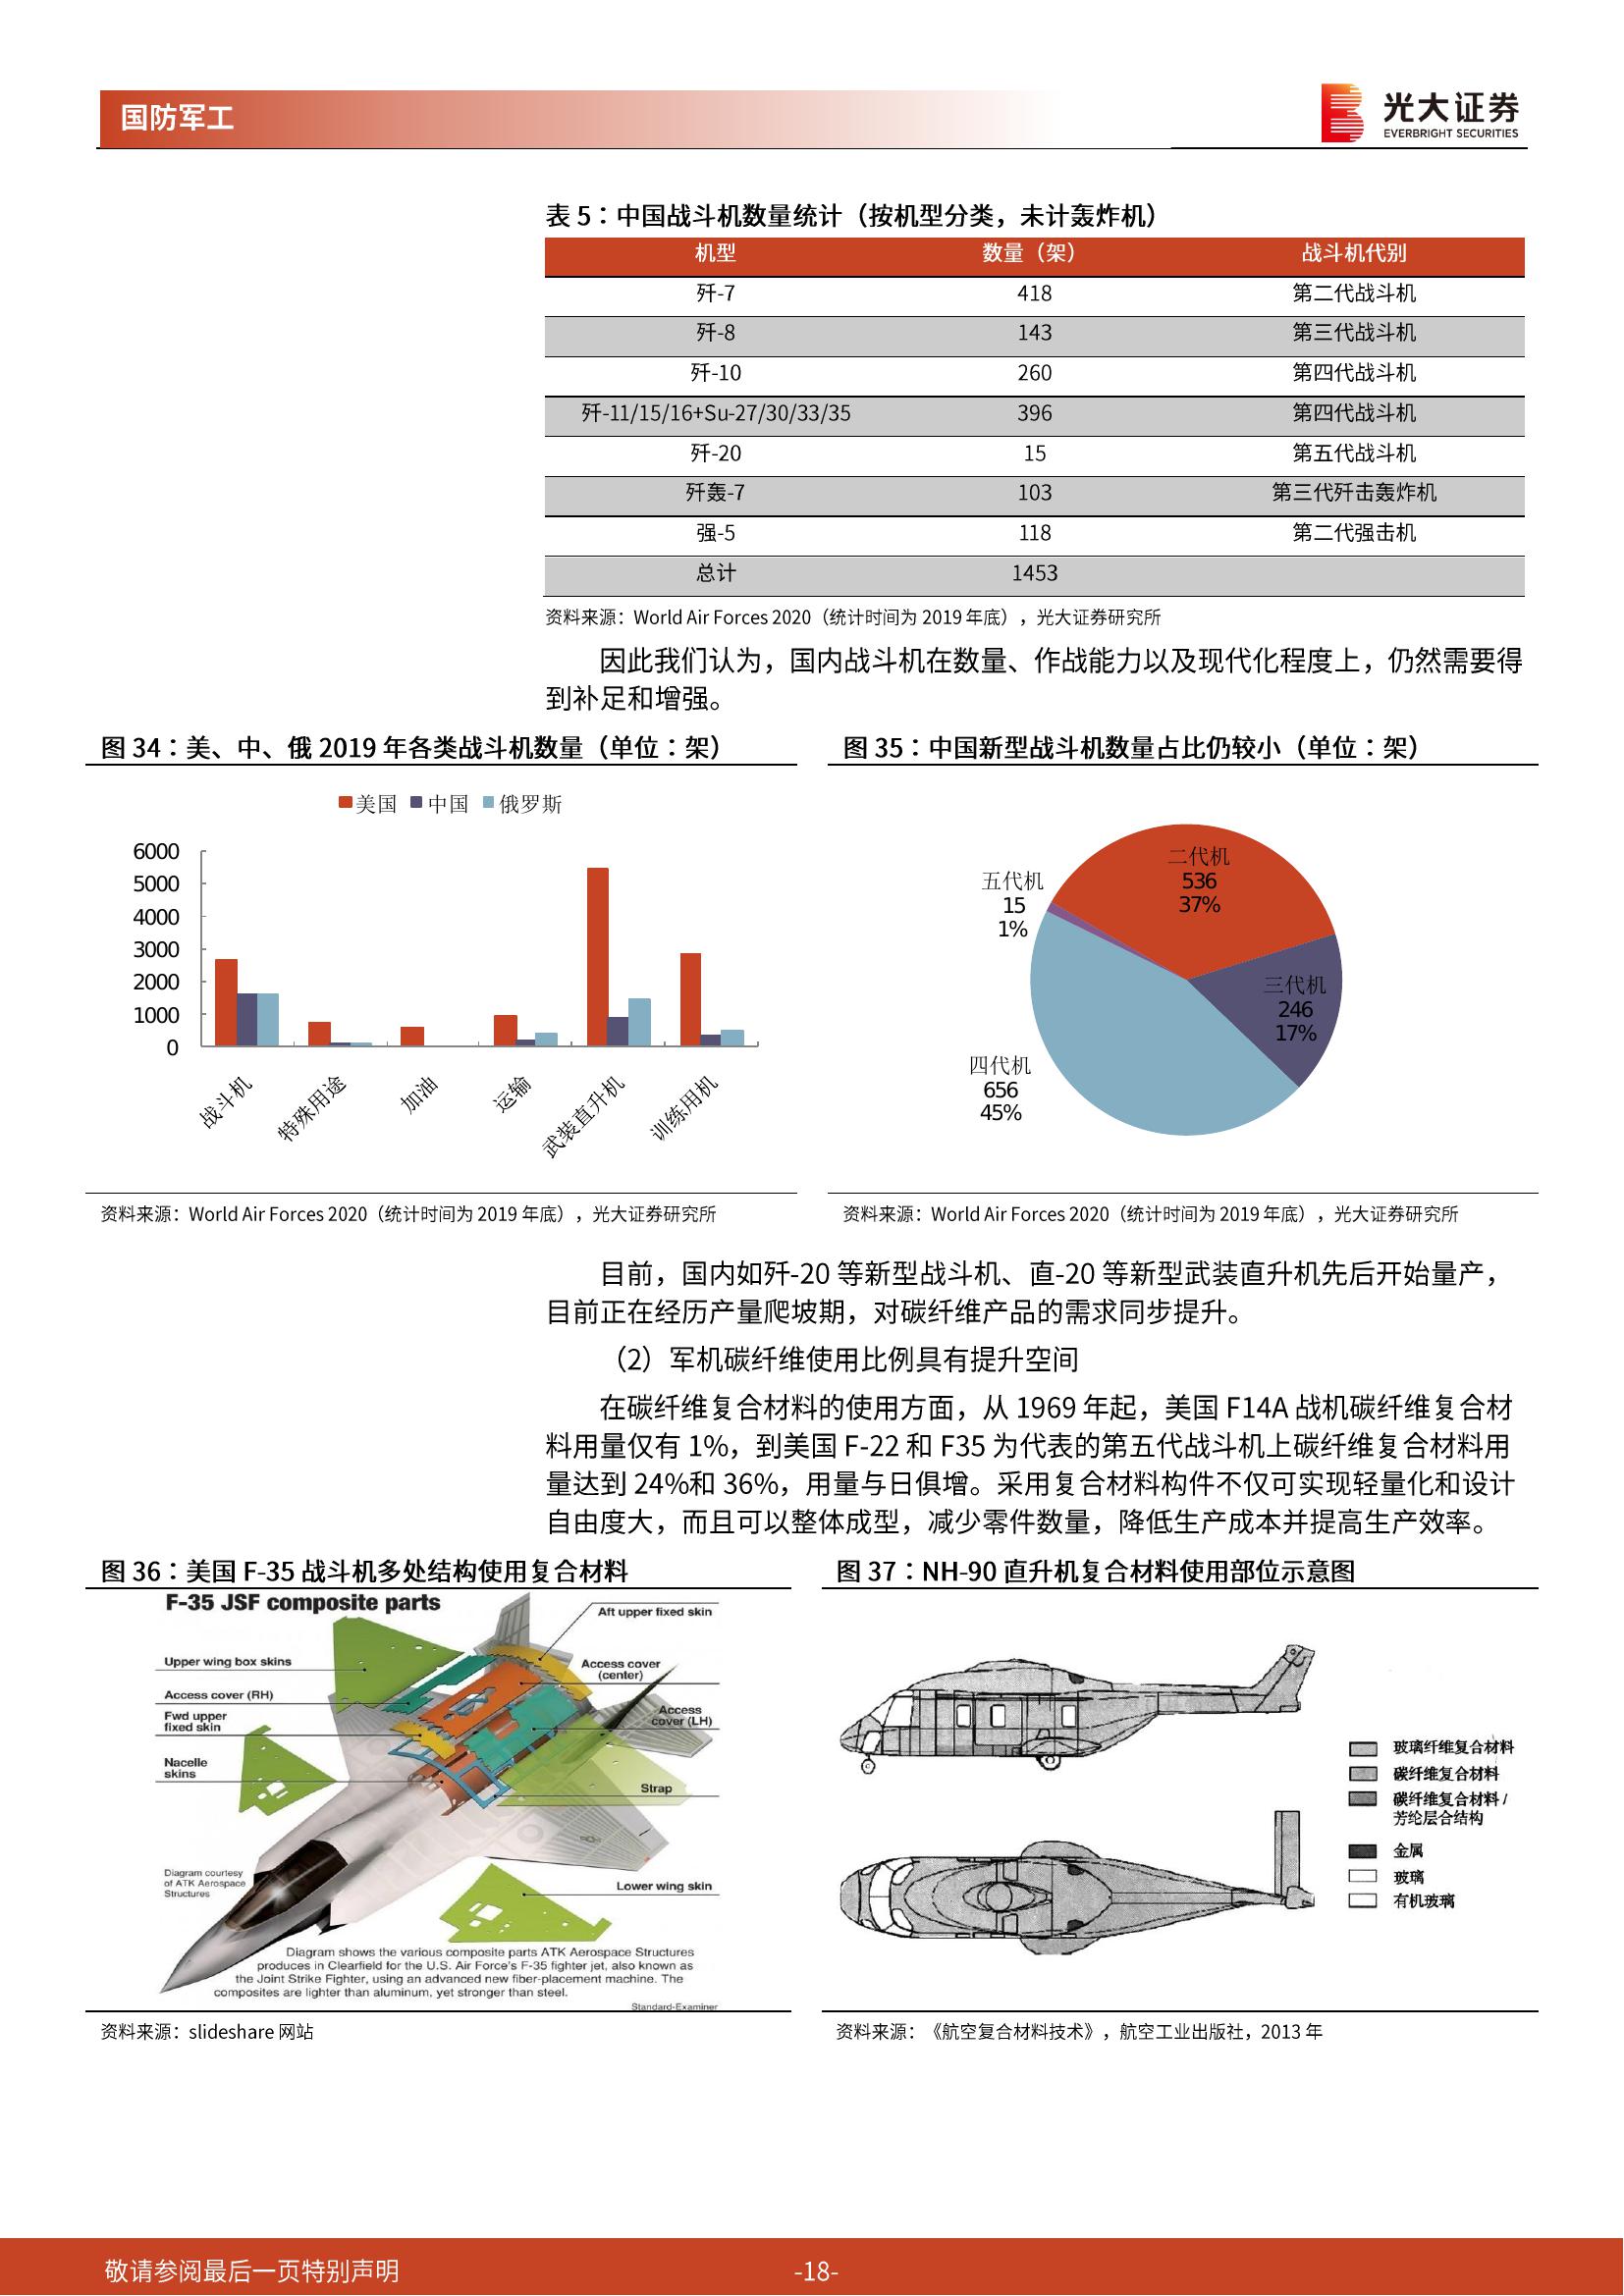 国防军工
光大证券
EVERBRIGHT SECURITIES
表 5：中国战斗机数量统计（按机型分类，未计轰炸机）
机型 数量（架） 战斗机代别
歼-7 418 第二代战斗机
歼-8 143 第三代战斗机
歼-10 260 第四代战斗机
歼-11/15/16+Su-27/30/33/35 396 第四代战斗机
歼-20 15 第五代战斗机
歼轰-7 103 第三代歼击轰炸机
强-5 118 第二代强击机
总计 1453
资料来源：World Air Forces 2020（统计时间为 2019 年底），光大证券研究所
因此我们认为，国内战斗机在数量、作战能力以及现代化程度上，仍然需要得
到补足和增强。
图 34：美、中、俄 2019 年各类战斗机数量（单位：架）
美国 中国 俄罗斯
6000
5000
4000
3000
2000
1000
0
战斗机
特殊用途
加油
运输
武装直升机
训练用机
资料来源：World Air Forces 2020（统计时间为 2019 年底），光大证券研究所
图 35：中国新型战斗机数量占比仍较小（单位：架）
二代机
536
37%
五代机
15
1%
三代机
246
17%
四代机
656
45%
资料来源：World Air Forces 2020（统计时间为 2019 年底），光大证券研究所
目前，国内如歼-20 等新型战斗机、直-20 等新型武装直升机先后开始量产，
目前正在经历产量爬坡期，对碳纤维产品的需求同步提升。
（2）军机碳纤维使用比例具有提升空间
在碳纤维复合材料的使用方面，从 1969 年起，美国 F14A 战机碳纤维复合材
料用量仅有 1%，到美国 F-22 和 F35 为代表的第五代战斗机上碳纤维复合材料用
量达到 24%和 36%，用量与日俱增。采用复合材料构件不仅可实现轻量化和设计
自由度大，而且可以整体成型，减少零件数量，降低生产成本并提高生产效率。
图 36：美国 F-35 战斗机多处结构使用复合材料
F-35 JSF composite parts
Aft upper fixed skin
Upper wing box skins
Access cover
(center)
Access cover (RH)
Access
cover (LH)
Fwd upper
fixed skin
Nacelle
skins
Strap
Diagram courtesy
of ATK Aerospace
Structures
Lower wing skin
Diagram shows the various composite parts ATK Aerospace Structures
produces in Clearfield for the U.S. Air Force's F-35 fighter jet, also known as
the Joint Strike Fighter, using an advanced new fiber-placement machine. The
composites are lighter than aluminum, yet stronger than steel.
Standard-Examiner
资料来源：slideshare 网站
图 37：NH-90 直升机复合材料使用部位示意图
玻璃纤维复合材料
碳纤维复合材料
碳纤维复合材料 /
芳纶层合结构
金属
玻璃
有机玻璃
资料来源：《航空复合材料技术》，航空工业出版社，2013 年
敬请参阅最后一页特别声明
-18-